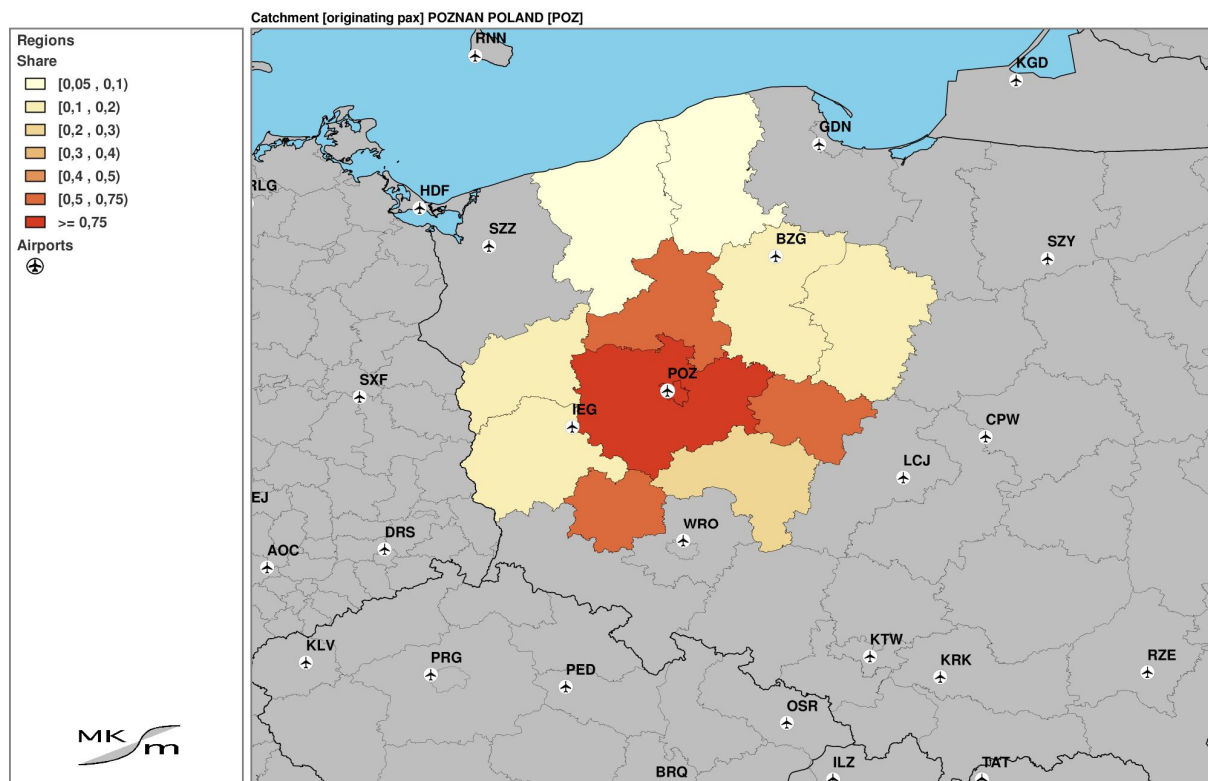 Catchment [originating pax] POZNAN POLAND [POZ]
Regions
Share
[0,05 , 0,1)
[0,1 , 0,2)
[0,2 , 0,3)
[0,3 , 0,4)
[0,4 , 0,5)
[0,5 , 0,75)
>= 0,75
Airports
RNN
KGD
GDN
RLG
HDF
SZZ
BZG
SZY
SXF
POZ
IEG
CPW
LCJ
EJ
DRS
WRO
AOC
KLV
PRG
PED
KTW
KRK
RZE
OSR
BRQ
ILZ
TAT
MK
m